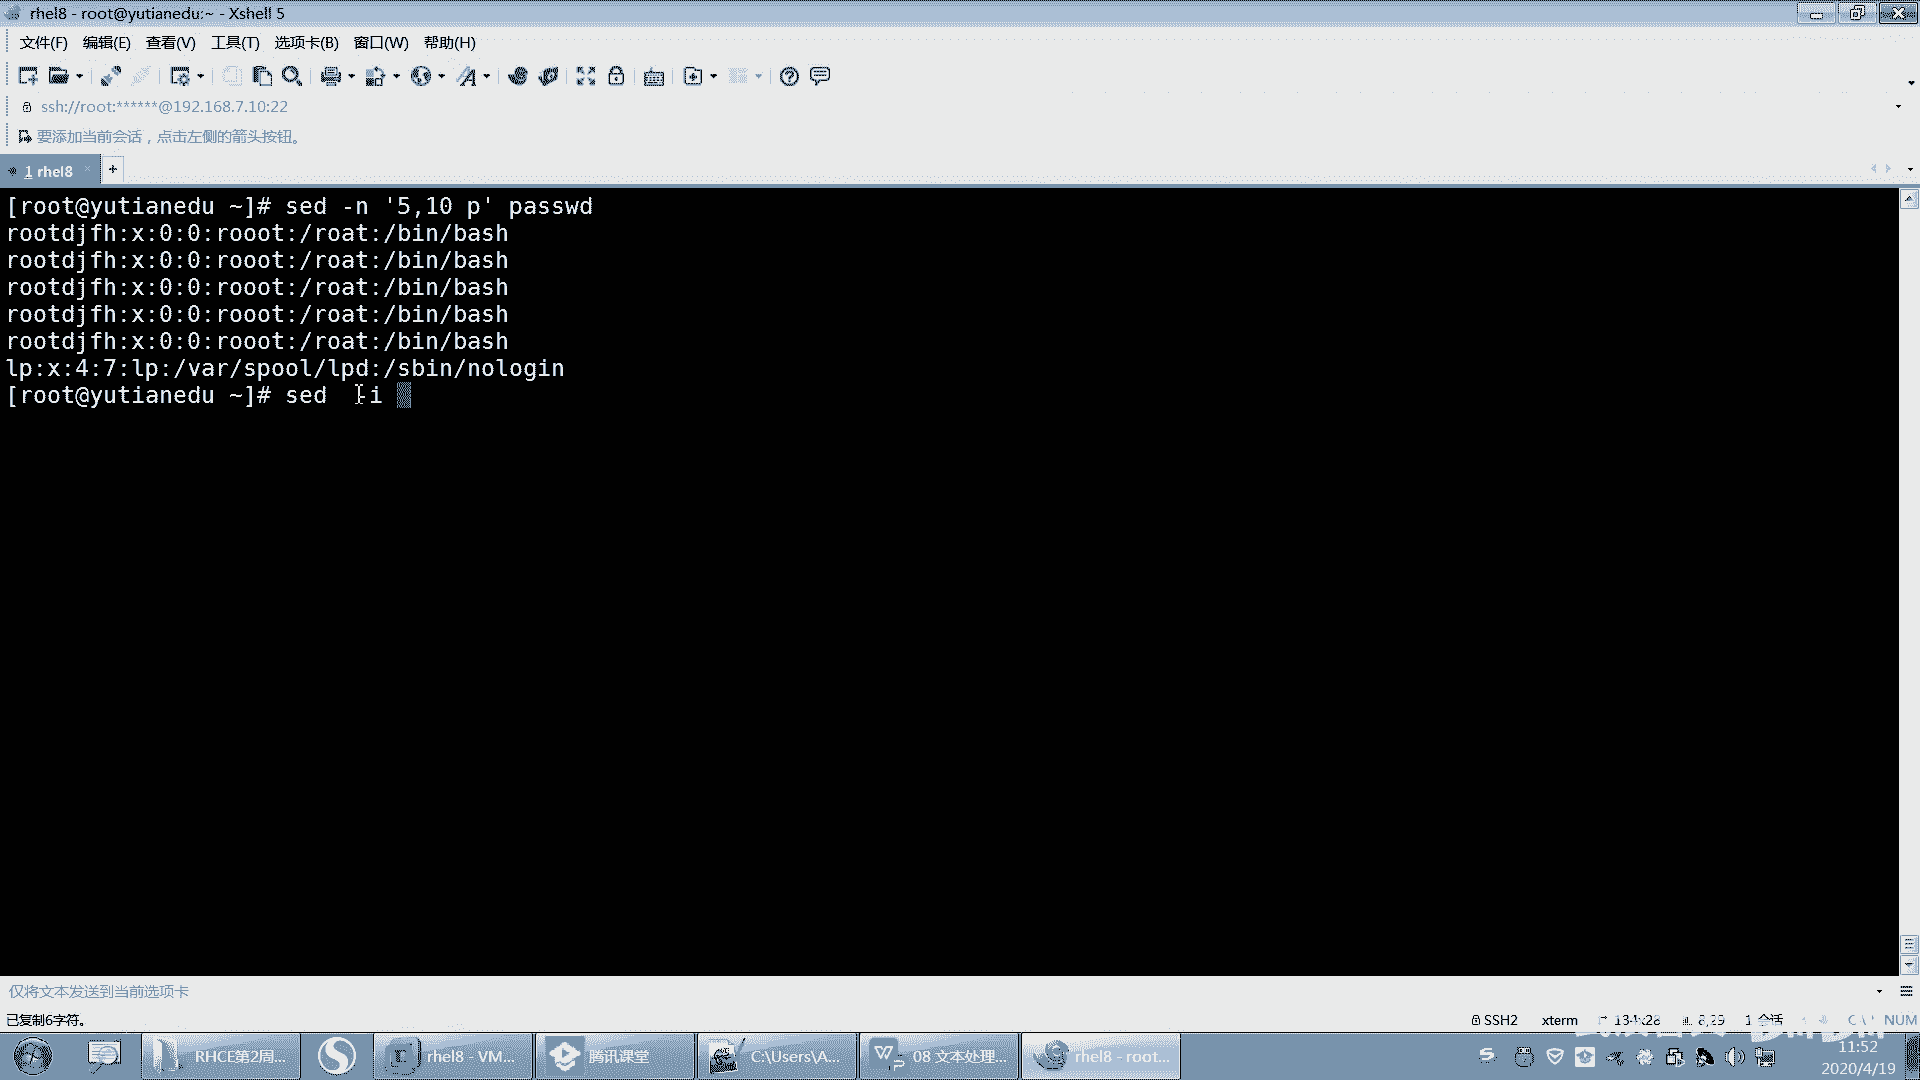 rhel8 - root@yutianedu:~ - Xshell 5
文件(F) 编辑(E) 查看(V) 工具(T) 选项卡(B) 窗口(W) 帮助(H)
ssh://root:******@192.168.7.10:22
要添加当前会话，点击左侧的箭头按钮。
1 rhel8
[root@yutianedu ~]# sed -n '5,10 p' passwd
rootdjfh:x:0:0:rooot:/roat:/bin/bash
rootdjfh:x:0:0:rooot:/roat:/bin/bash
rootdjfh:x:0:0:rooot:/roat:/bin/bash
rootdjfh:x:0:0:rooot:/roat:/bin/bash
rootdjfh:x:0:0:rooot:/roat:/bin/bash
lp:x:4:7:lp:/var/spool/lpd:/sbin/nologin
[root@yutianedu ~]# sed  -i
仅将文本发送到当前选项卡
已复制6字符。
SSH2 xterm 134x28 8,29 1 会话 NUM
RHCE第2周... rhel8 - VM... 腾讯课堂 C:\Users\A... 08 文本处理... rhel8 - root...
11:52
2020/4/19